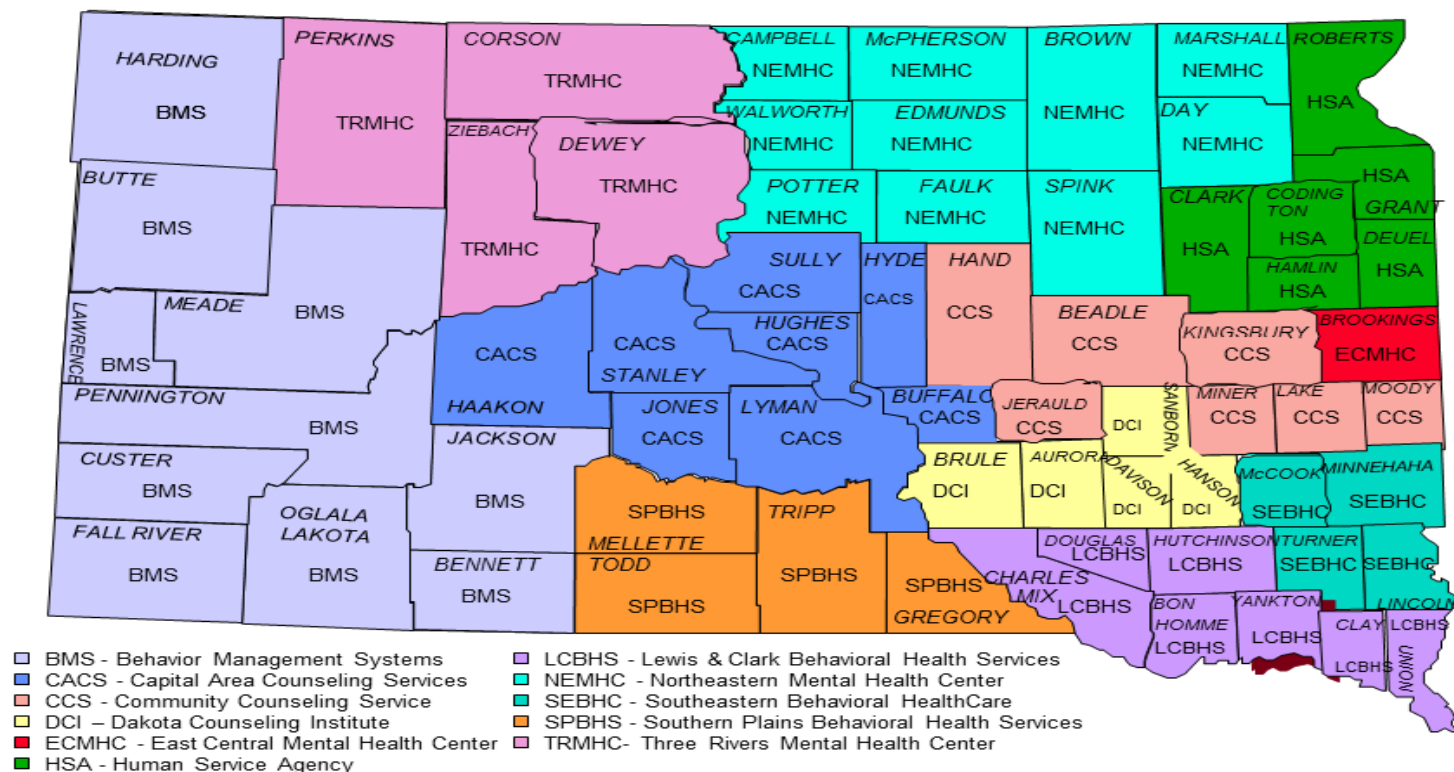 HARDING
BMS
PERKINS
TRMHC
CORSON
TRMHC
CAMPBELL
NEMHC
McPHERSON
NEMHC
BROWN
NEMHC
MARSHALL
NEMHC
ROBERTS
HSA
ZIEBACH
TRMHC
DEWEY
TRMHC
WALWORTH
NEMHC
EDMUNDS
NEMHC
DAY
NEMHC
BUTTE
BMS
POTTER
NEMHC
FAULK
NEMHC
SPINK
NEMHC
CLARK
HSA
CODING
TON
HSA
HSA
GRANT
DEUEL
HSA
HAMLIN
HSA
LAWRENCE
BMS
MEADE
BMS
SULLY
CACS
HYDE
CACS
HAND
CCS
BEADLE
CCS
KINGSBURY
CCS
BROOKINGS
ECMHC
CACS
HAAKON
CACS
STANLEY
HUGHES
CACS
PENNINGTON
BMS
JACKSON
BMS
JONES
CACS
LYMAN
CACS
BUFFALO
CACS
JERAULD
CCS
DCI
SANBORN
MINER
CCS
LAKE
CCS
MOODY
CCS
CUSTER
BMS
BRULE
DCI
AURORA
DCI
DAVISON
DCI
HANSON
DCI
McCOOK
SEBHC
MINNEHAHA
SEBHC
FALL RIVER
BMS
OGLALA
LAKOTA
BMS
BENNETT
BMS
SPBHS
MELLETTE
TODD
SPBHS
TRIPP
SPBHS
SPBHS
GREGORY
CHARLES
MIX
LCBHS
DOUGLAS
LCBHS
HUTCHINSON
LCBHS
TURNER
SEBHC
SEBHC
LINCOLN
BON
HOMME
LCBHS
YANKTON
LCBHS
CLAY
LCBHS
LCBHS
UNION
BMS - Behavior Management Systems
CACS - Capital Area Counseling Services
CCS - Community Counseling Service
DCI – Dakota Counseling Institute
ECMHC - East Central Mental Health Center
HSA - Human Service Agency
LCBHS - Lewis & Clark Behavioral Health Services
NEMHC - Northeastern Mental Health Center
SEBHC - Southeastern Behavioral HealthCare
SPBHS - Southern Plains Behavioral Health Services
TRMHC- Three Rivers Mental Health Center